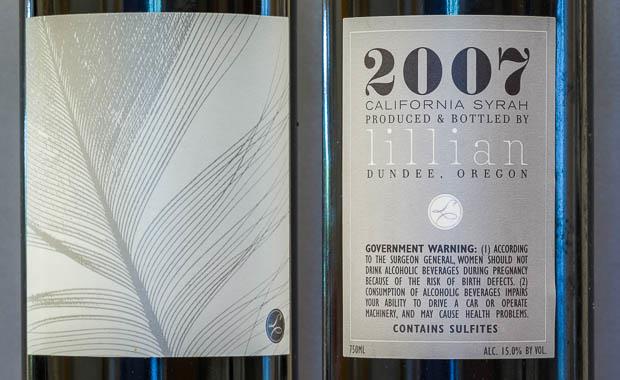 2007
CALIFORNIA SYRAH
PRODUCED & BOTTLED BY
lillian
DUNDEE, OREGON
GOVERNMENT WARNING: (1) ACCORDING
TO THE SURGEON GENERAL, WOMEN SHOULD NOT
DRINK ALCOHOLIC BEVERAGES DURING PREGNANCY
BECAUSE OF THE RISK OF BIRTH DEFECTS. (2)
CONSUMPTION OF ALCOHOLIC BEVERAGES IMPAIRS
YOUR ABILITY TO DRIVE A CAR OR OPERATE
MACHINERY, AND MAY CAUSE HEALTH PROBLEMS.
CONTAINS SULFITES
750ML ALC. 15.0% BY VOL.